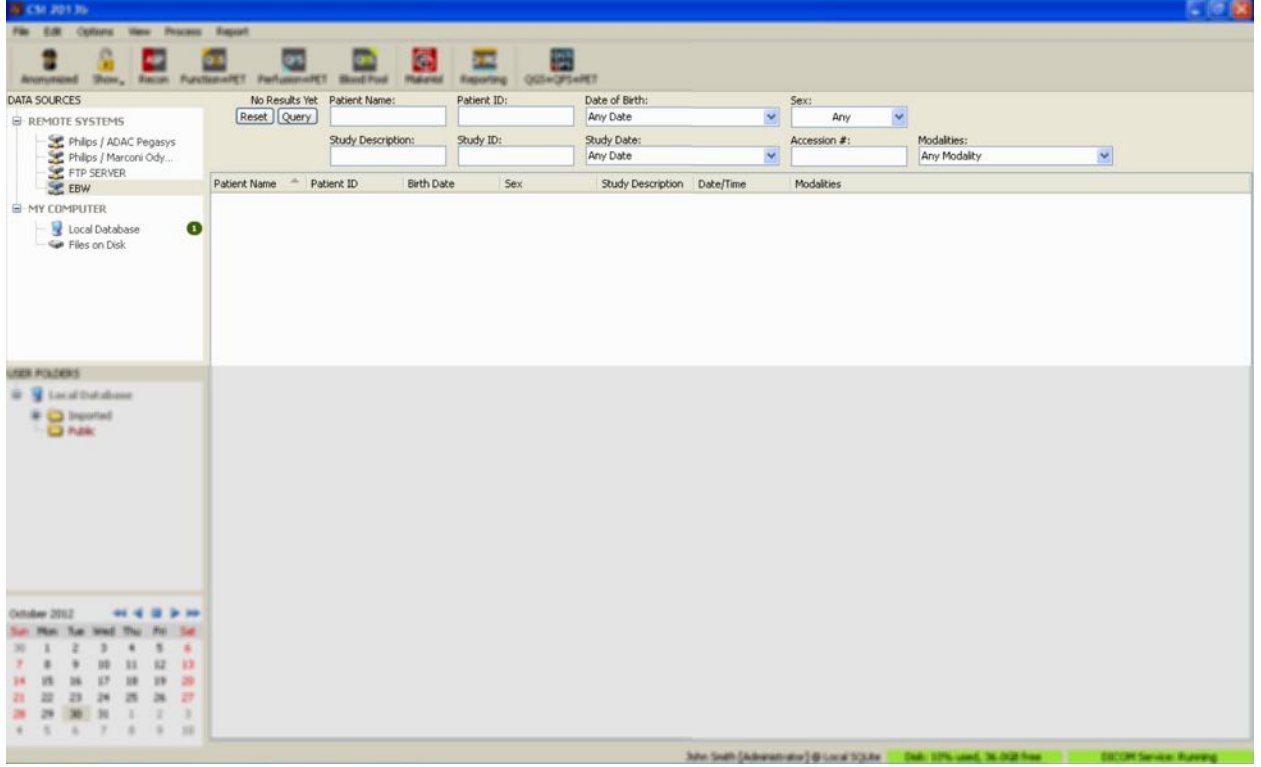 CSI 2013b
File Edit Options View Process Report
Anonymized Show... Recon Function+PET Perfusion+PET Blood Pool Reporting QGS+QPS+PET
DATA SOURCES
No Results Yet Patient Name: Patient ID: Date of Birth: Sex:
REMOTE SYSTEMS
Reset Query Any Date Any
Philips / ADAC Pegasys
Study Description: Study ID: Study Date: Accession #: Modalities:
Philips / Marconi Ody...
Any Date Any Modality
FTP SERVER
EBW
Patient Name Patient ID Birth Date Sex Study Description Date/Time Modalities
MY COMPUTER
Local Database 1
Files on Disk
USER FOLDERS
Local Database
Imported
Public
October 2012
Sun Mon Tue Wed Thu Fri Sat
30 1 2 3 4 5 6
7 8 9 10 11 12 13
14 15 16 17 18 19 20
21 22 23 24 25 26 27
28 29 30 31 1 2 3
4 5 6 7 8 9 10
John Smith [Administrator] @ Local SQLite Disk: 10% used, 36.0GB free DICOM Service: Running